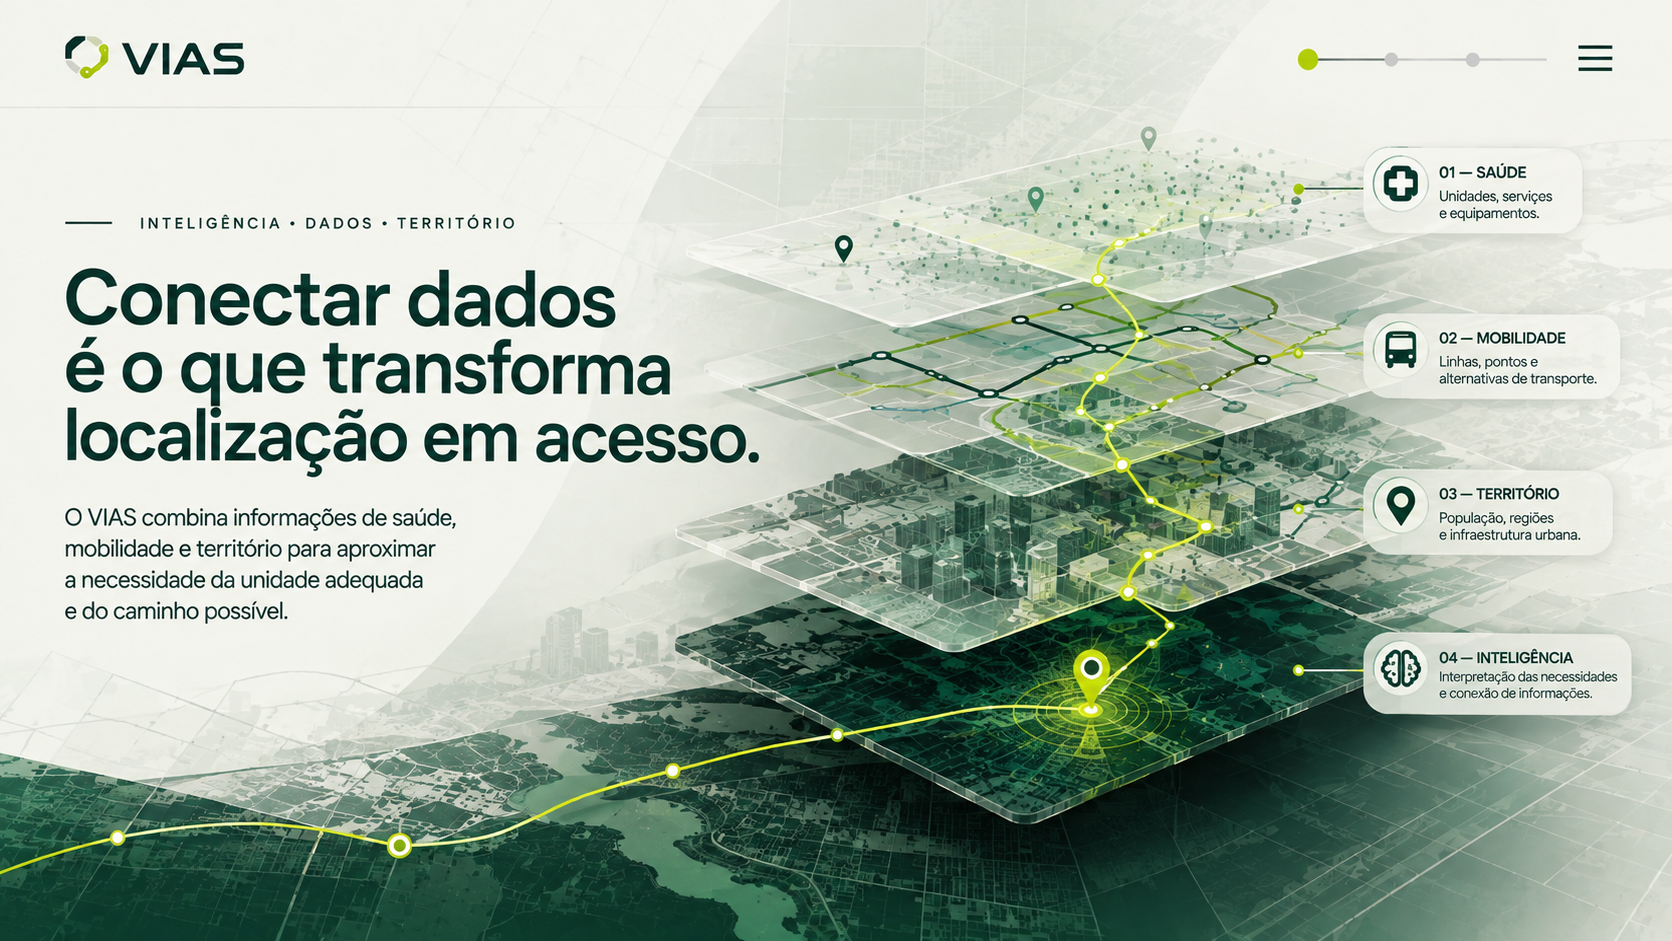 VIAS
INTELIGÊNCIA • DADOS • TERRITÓRIO
Conectar dados
é o que transforma
localização em acesso.
O VIAS combina informações de saúde,
mobilidade e território para aproximar
a necessidade da unidade adequada
e do caminho possível.
01 — SAÚDE
Unidades, serviços
e equipamentos.
02 — MOBILIDADE
Linhas, pontos e
alternativas de transporte.
03 — TERRITÓRIO
População, regiões
e infraestrutura urbana.
04 — INTELIGÊNCIA
Interpretação das necessidades
e conexão de informações.